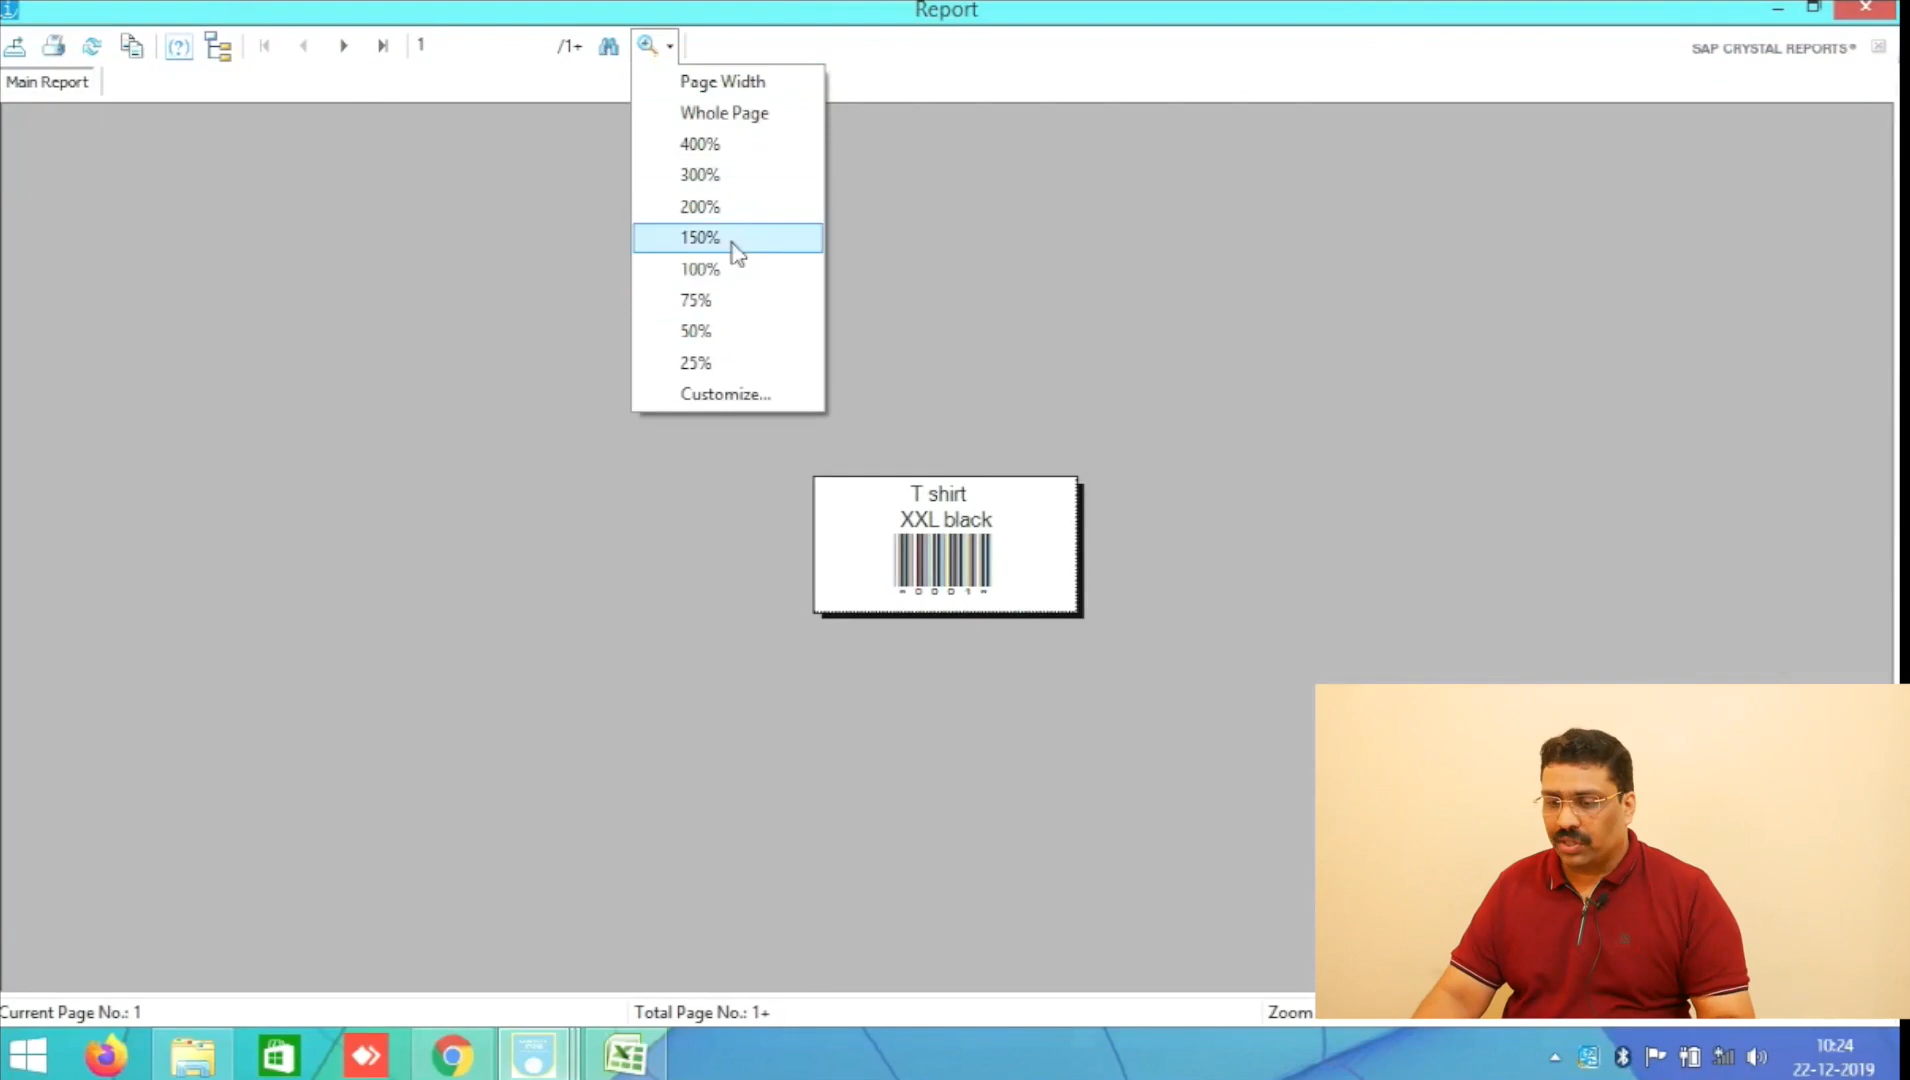 Report
1
/1+
SAP CRYSTAL REPORTS®
Main Report
Page Width
Whole Page
400%
300%
200%
150%
100%
75%
50%
25%
Customize...
T shirt
XXL black
Current Page No.: 1
Total Page No.: 1+
Zoom
10:24
22-12-2019